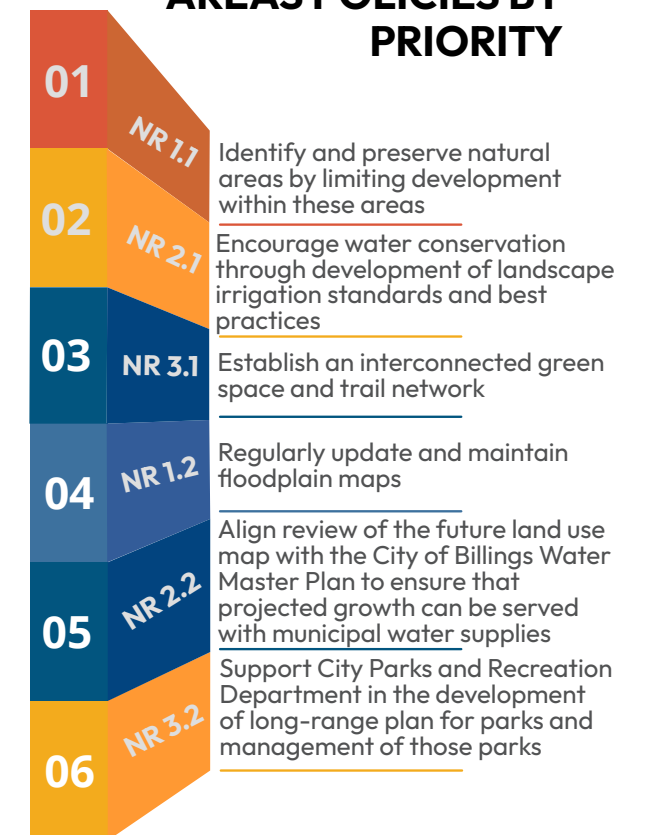 AREAS POLICIES BY
PRIORITY
01
NR 1.1
Identify and preserve natural
areas by limiting development
within these areas
02
NR 2.1
Encourage water conservation
through development of landscape
irrigation standards and best
practices
03
NR 3.1
Establish an interconnected green
space and trail network
04
NR 1.2
Regularly update and maintain
floodplain maps
05
NR 2.2
Align review of the future land use
map with the City of Billings Water
Master Plan to ensure that
projected growth can be served
with municipal water supplies
06
NR 3.2
Support City Parks and Recreation
Department in the development
of long-range plan for parks and
management of those parks